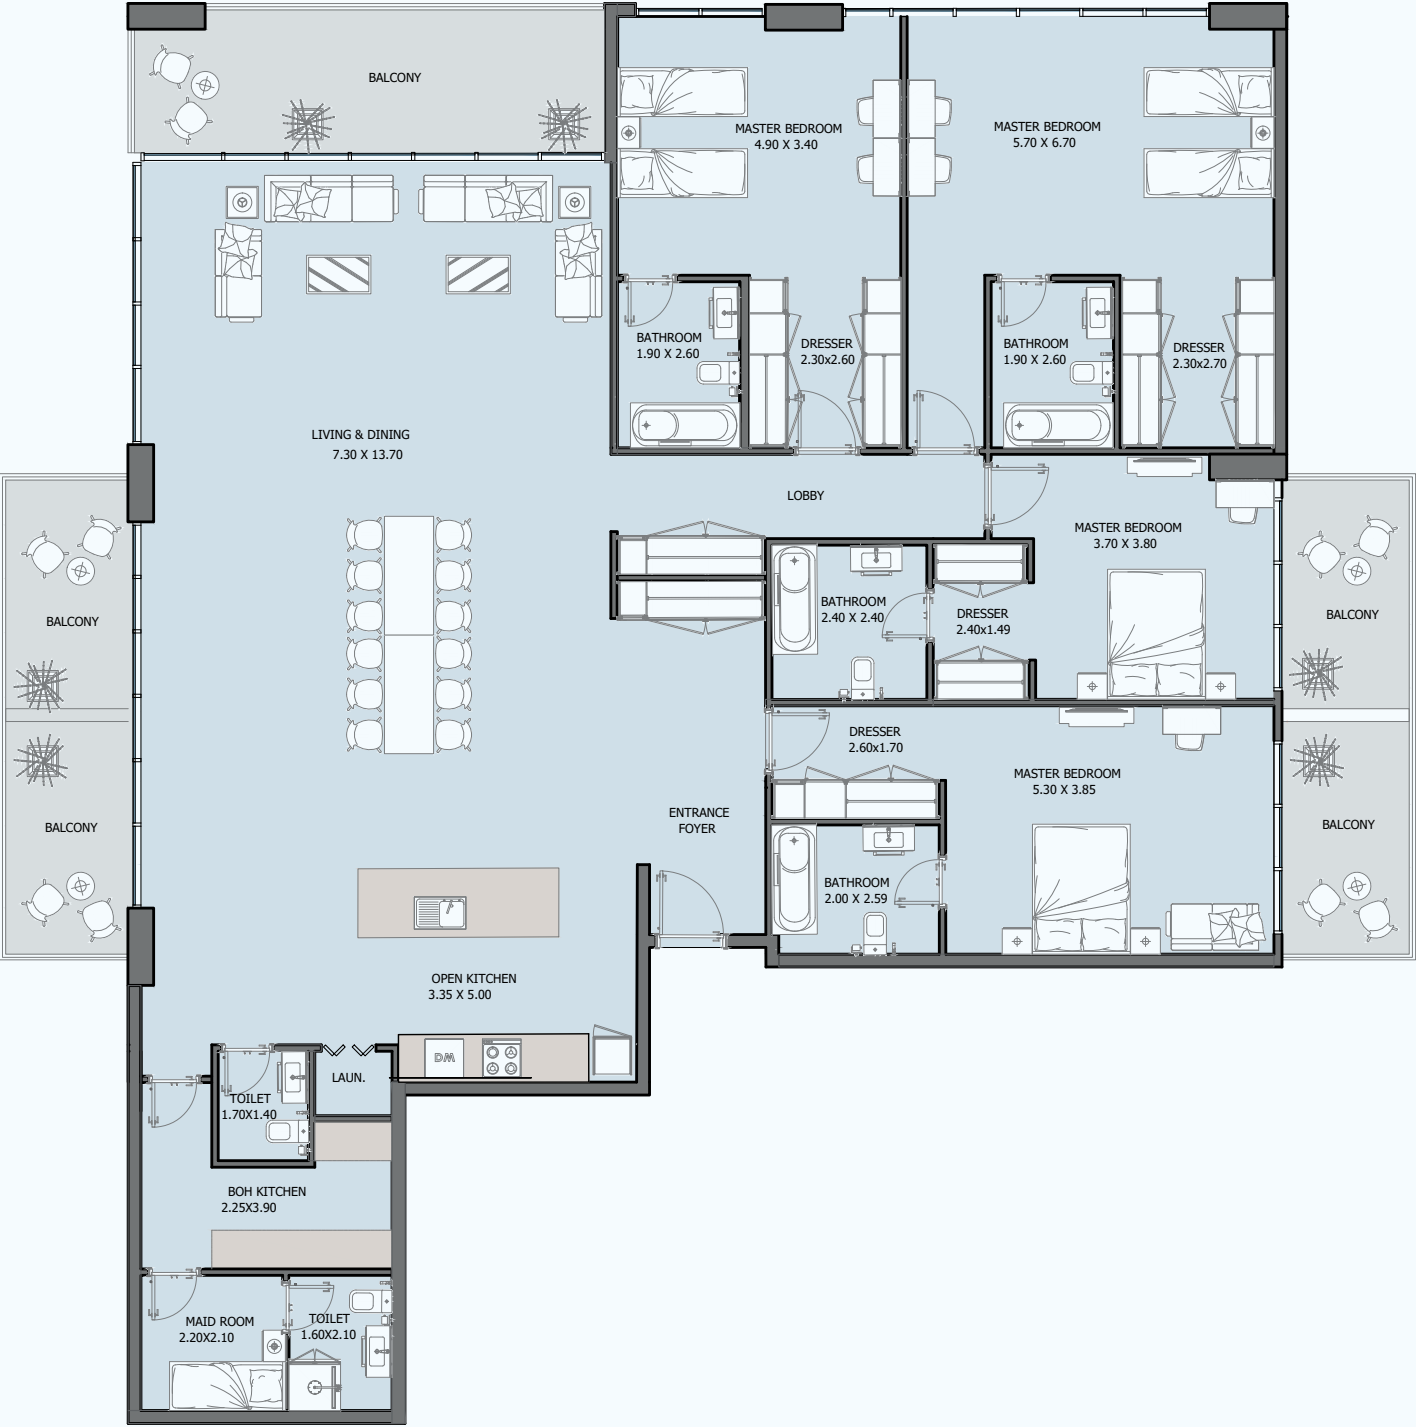 BALCONY
MASTER BEDROOM
4.90 X 3.40
MASTER BEDROOM
5.70 X 6.70
BATHROOM
1.90 X 2.60
DRESSER
2.30x2.60
BATHROOM
1.90 X 2.60
DRESSER
2.30x2.70
LIVING & DINING
7.30 X 13.70
LOBBY
MASTER BEDROOM
3.70 X 3.80
BALCONY
BATHROOM
2.40 X 2.40
DRESSER
2.40x1.49
BALCONY
DRESSER
2.60x1.70
MASTER BEDROOM
5.30 X 3.85
BALCONY
ENTRANCE
FOYER
BALCONY
BATHROOM
2.00 X 2.59
OPEN KITCHEN
3.35 X 5.00
DW
LAUN.
TOILET
1.70X1.40
BOH KITCHEN
2.25X3.90
MAID ROOM
2.20X2.10
TOILET
1.60X2.10